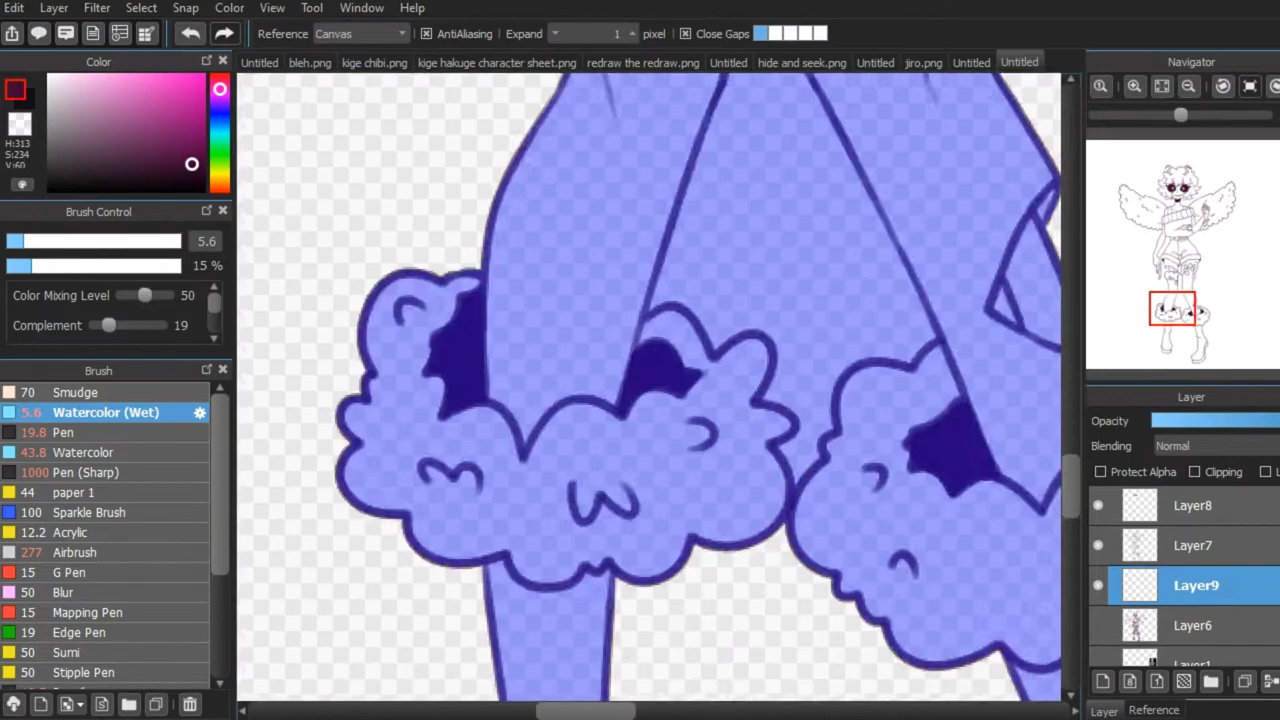 Edit Layer Filter Select Snap Color View Tool Window Help
Reference Canvas AntiAliasing Expand 1 pixel Close Gaps
Color
Untitled bleh.png kige chibi.png kige hakuge character sheet.png redraw the redraw.png Untitled hide and seek.png Untitled jiro.png Untitled Untitled
Navigator
H:313
S:234
V:60
Brush Control
5.6
15 %
Color Mixing Level 50
Complement 19
Brush
70 Smudge
5.6 Watercolor (Wet)
19.8 Pen
43.8 Watercolor
1000 Pen (Sharp)
44 paper 1
100 Sparkle Brush
12.2 Acrylic
277 Airbrush
15 G Pen
50 Blur
15 Mapping Pen
19 Edge Pen
50 Sumi
50 Stipple Pen
Layer
Opacity
Blending Normal
Protect Alpha Clipping L
Layer8
Layer7
Layer9
Layer6
Layer1
Layer Reference